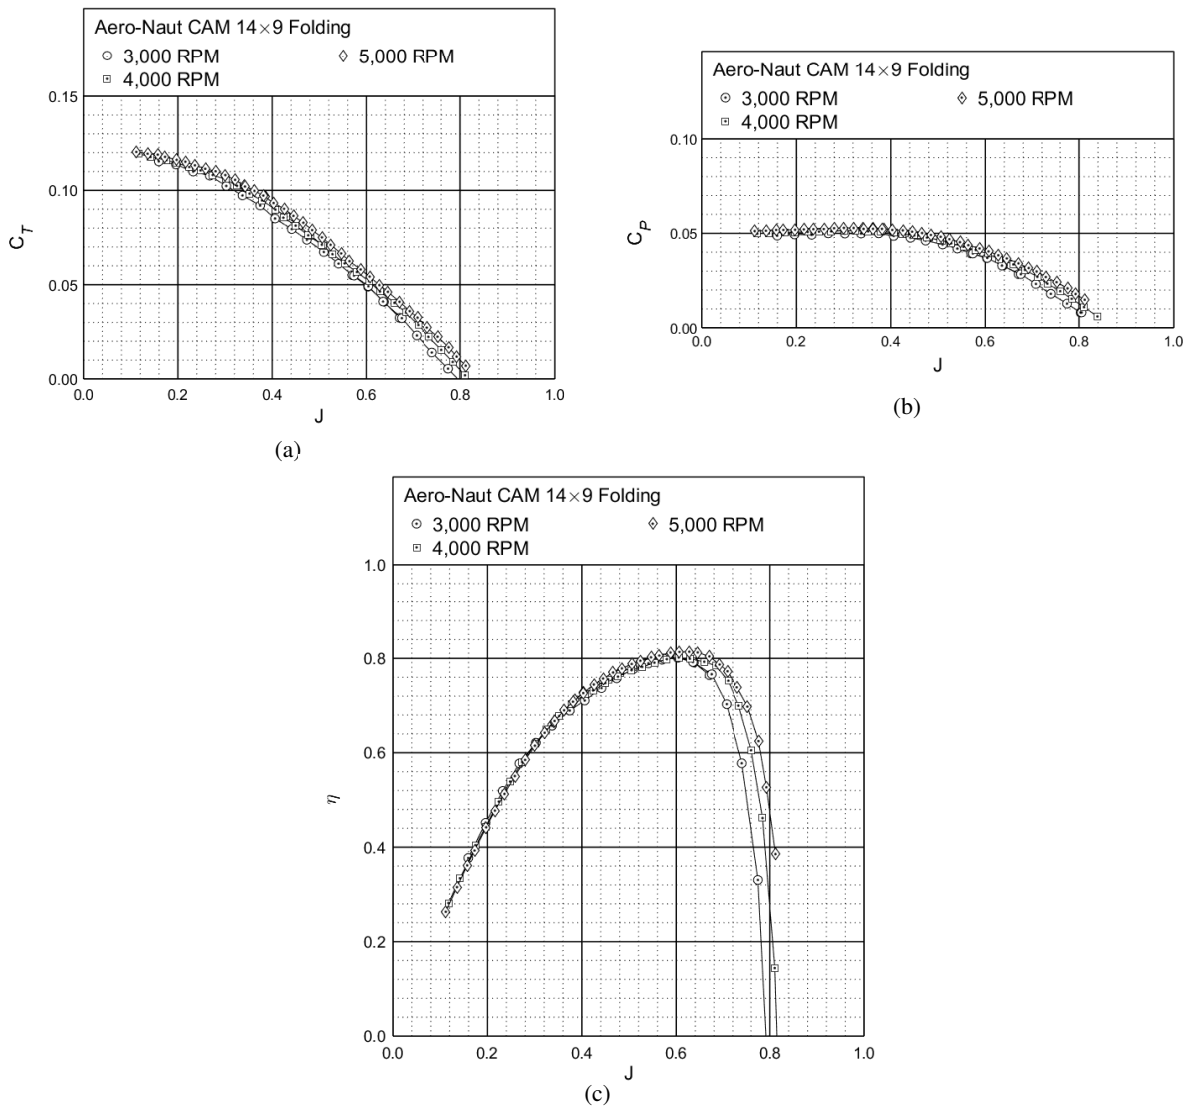 Aero-Naut CAM 14×9 Folding
3,000 RPM
5,000 RPM
4,000 RPM
0.15
0.10
0.05
0.00
C_T
0.0 0.2 0.4 0.6 0.8 1.0
J
(a)
Aero-Naut CAM 14×9 Folding
3,000 RPM
5,000 RPM
4,000 RPM
0.10
0.05
0.00
C_P
0.0 0.2 0.4 0.6 0.8 1.0
J
(b)
Aero-Naut CAM 14×9 Folding
3,000 RPM
5,000 RPM
4,000 RPM
1.0
0.8
0.6
0.4
0.2
0.0
η
0.0 0.2 0.4 0.6 0.8 1.0
J
(c)